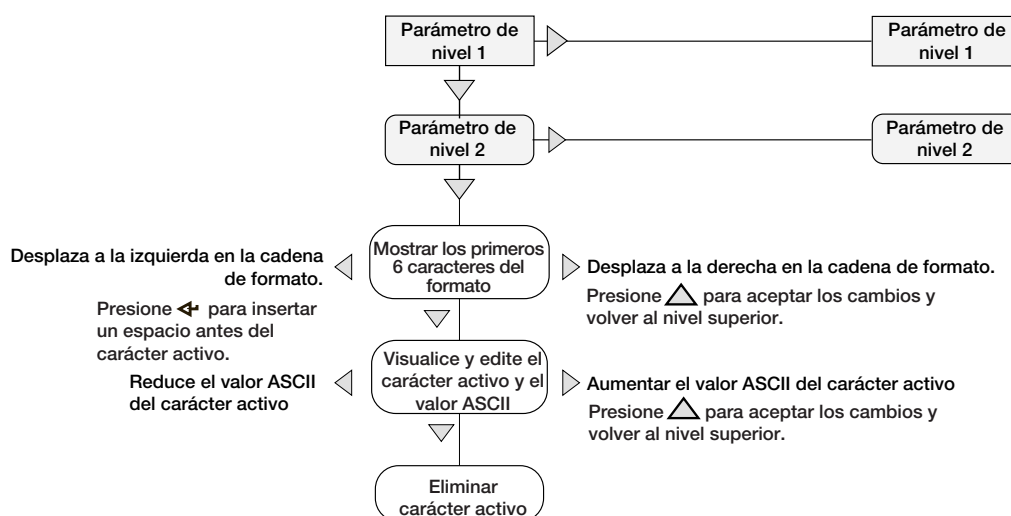 Parámetro de
nivel 1
Parámetro de
nivel 1
Parámetro de
nivel 2
Parámetro de
nivel 2
Desplaza a la izquierda en la cadena
de formato.
Presione para insertar
un espacio antes del
carácter activo.
Mostrar los primeros
6 caracteres del
formato
Desplaza a la derecha en la cadena de formato.
Presione para aceptar los cambios y
volver al nivel superior.
Reduce el valor ASCII
del carácter activo
Visualice y edite el
carácter activo y el
valor ASCII
Aumentar el valor ASCII del carácter activo
Presione para aceptar los cambios y
volver al nivel superior.
Eliminar
carácter activo